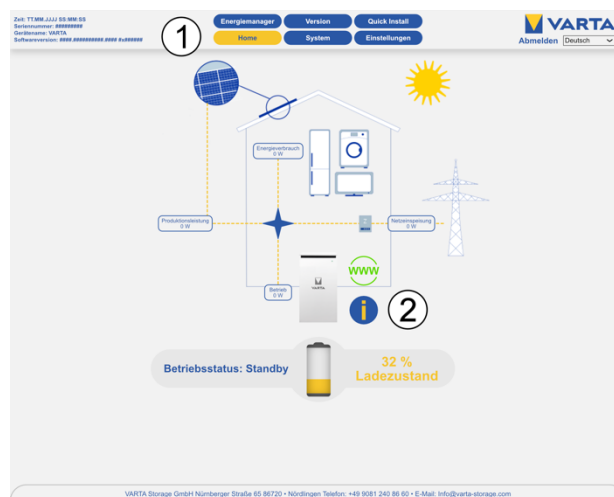 Zeit: TT.MM.JJJJ SS:MM:SS
Seriennummer: #########
Gerätename: VARTA
Softwareversion: ####.########## #### #x######
1
Energiemanager
Version
Quick Install
Home
System
Einstellungen
VARTA
Abmelden Deutsch
Energieverbrauch
0 W
Produktionsleistung
0 W
Netzeinspeisung
0 W
Betrieb
0 W
VARTA
www
i
2
Betriebsstatus: Standby
32 %
Ladezustand
VARTA Storage GmbH Nürnberger Straße 65 86720 • Nördlingen Telefon: +49 9081 240 86 60 • E-Mail: Info@varta-storage.com